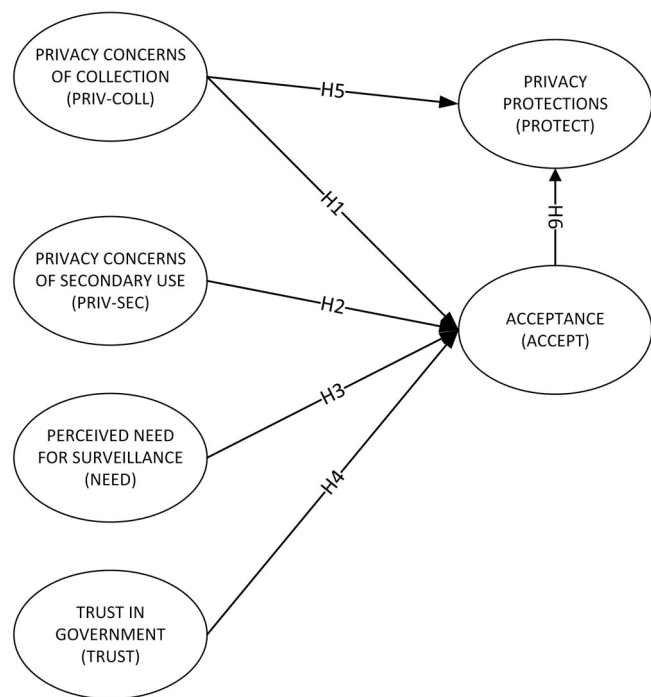 PRIVACY CONCERNS
OF COLLECTION
(PRIV-COLL)
H5
PRIVACY
PROTECTIONS
(PROTECT)
H1
H6
PRIVACY CONCERNS
OF SECONDARY USE
(PRIV-SEC)
H2
ACCEPTANCE
(ACCEPT)
PERCEIVED NEED
FOR SURVEILLANCE
(NEED)
H3
H4
TRUST IN
GOVERNMENT
(TRUST)